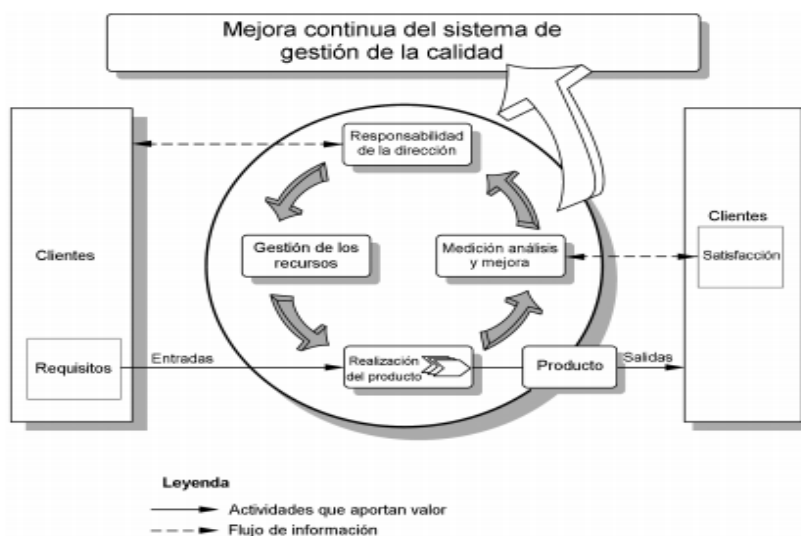 Mejora continua del sistema de
gestión de la calidad
Responsabilidad
de la dirección
Clientes
Gestión de los
recursos
Medición análisis
y mejora
Clientes
Satisfacción
Requisitos
Entradas
Realización
del producto
Producto
Salidas
Leyenda
Actividades que aportan valor
Flujo de información